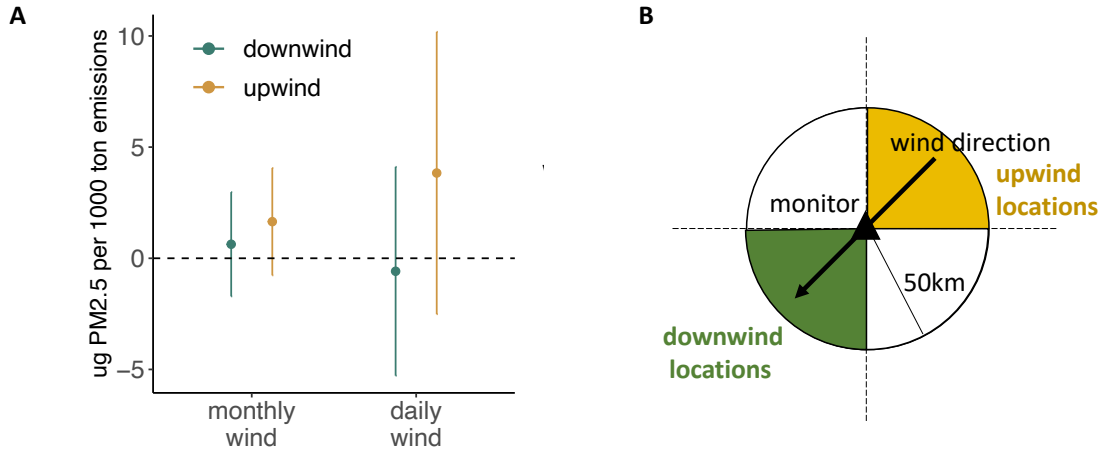 A
ug PM2.5 per 1000 ton emissions
10
5
0
−5
downwind
upwind
monthly
wind
daily
wind
B
wind direction
upwind
locations
monitor
50km
downwind
locations